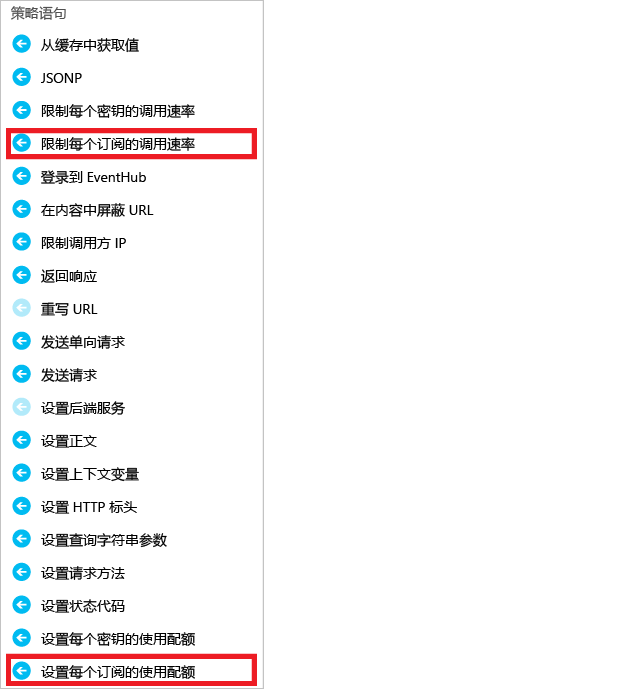 策略语句
从缓存中获取值
JSONP
限制每个密钥的调用速率
限制每个订阅的调用速率
登录到 EventHub
在内容中屏蔽 URL
限制调用方 IP
返回响应
重写 URL
发送单向请求
发送请求
设置后端服务
设置正文
设置上下文变量
设置 HTTP 标头
设置查询字符串参数
设置请求方法
设置状态代码
设置每个密钥的使用配额
设置每个订阅的使用配额